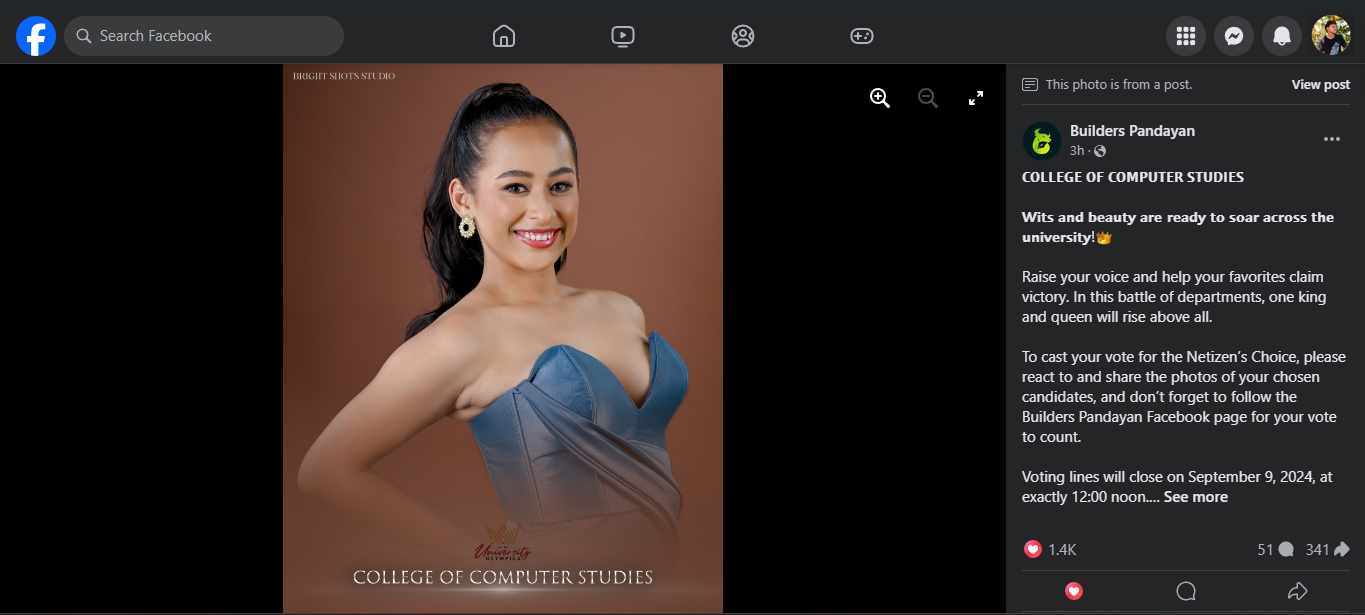 Search Facebook
BRIGHT SHOTS STUDIO
University
OLYMPICS
COLLEGE OF COMPUTER STUDIES
This photo is from a post.
View post
Builders Pandayan
3h ·
COLLEGE OF COMPUTER STUDIES
Wits and beauty are ready to soar across the
university!👑
Raise your voice and help your favorites claim
victory. In this battle of departments, one king
and queen will rise above all.
To cast your vote for the Netizen's Choice, please
react to and share the photos of your chosen
candidates, and don't forget to follow the
Builders Pandayan Facebook page for your vote
to count.
Voting lines will close on September 9, 2024, at
exactly 12:00 noon.... See more
1.4K
51
341